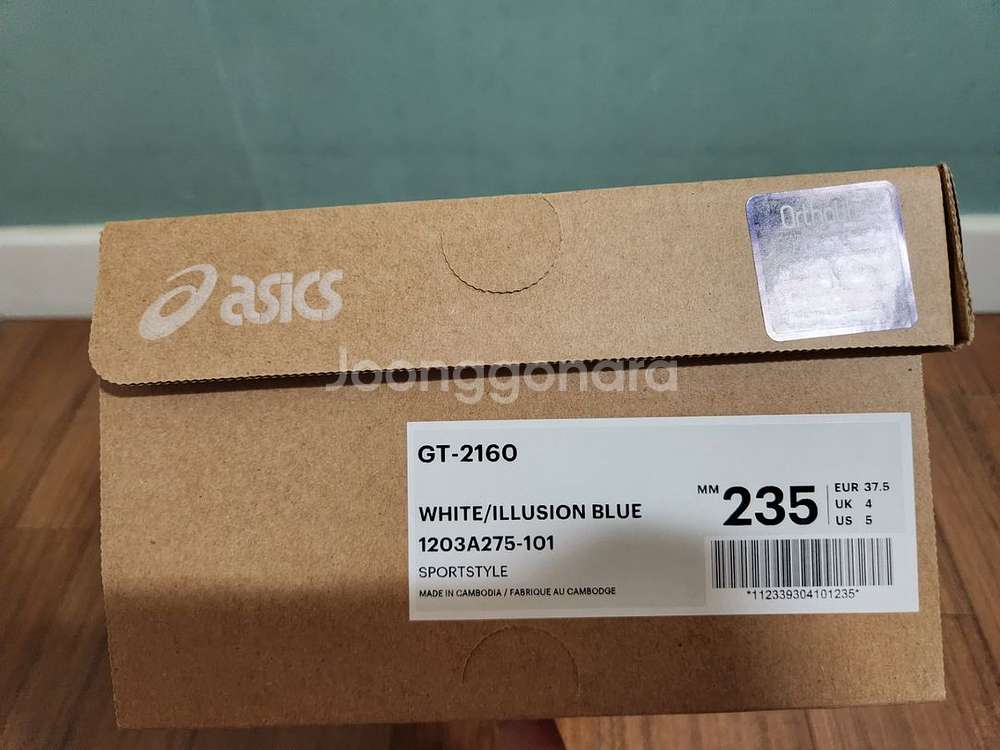 asics
Joonggonara
GT-2160
WHITE/ILLUSION BLUE
1203A275-101
SPORTSTYLE
MADE IN CAMBODIA / FABRIQUE AU CAMBODGE
MM 235
EUR 37.5
UK 4
US 5
*112339304101235*